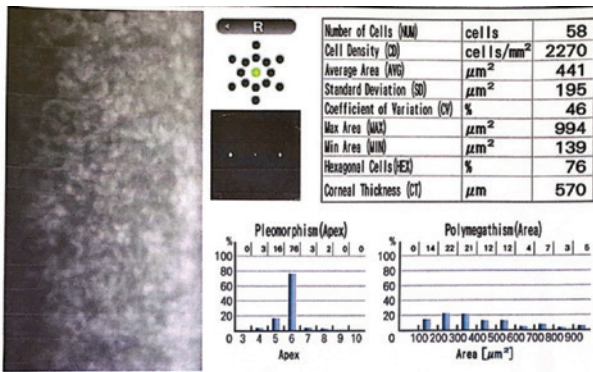 R
Number of Cells (NUM) cells 58
Cell Density (CD) cells/mm² 2270
Average Area (AVG) μm² 441
Standard Deviation (SD) μm² 195
Coefficient of Variation (CV) % 46
Max Area (MAX) μm² 994
Min Area (MIN) μm² 139
Hexagonal Cells(HEX) % 76
Corneal Thickness (CT) μm 570
Pleomorphism(Apex)
% 0 3 16 76 3 2 0 0
100
80
60
40
20
3 4 5 6 7 8 9 10
Apex
Polymegathism(Area)
% 0 14 22 21 12 12 4 7 3 5
100
80
60
40
20
100 200 300 400 500 600 700 800 900
Area [μm²]